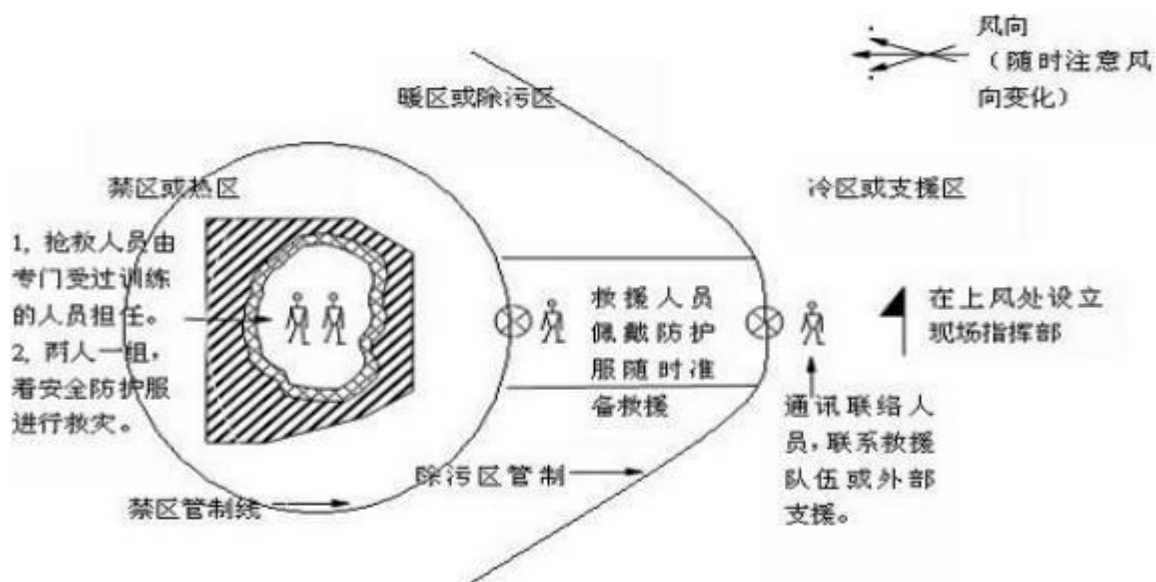 风向
（随时注意风
向变化）
暖区或除污区
禁区或热区
冷区或支援区
1, 抢救人员由
专门受过训练
的人员担任。
2, 两人一组，
着安全防护服
进行救灾。
救援人员
佩戴防护
服随时准
备救援
在上风处设立
现场指挥部
通讯联络人
员，联系救援
队伍或外部
支援。
除污区管制
禁区管制线